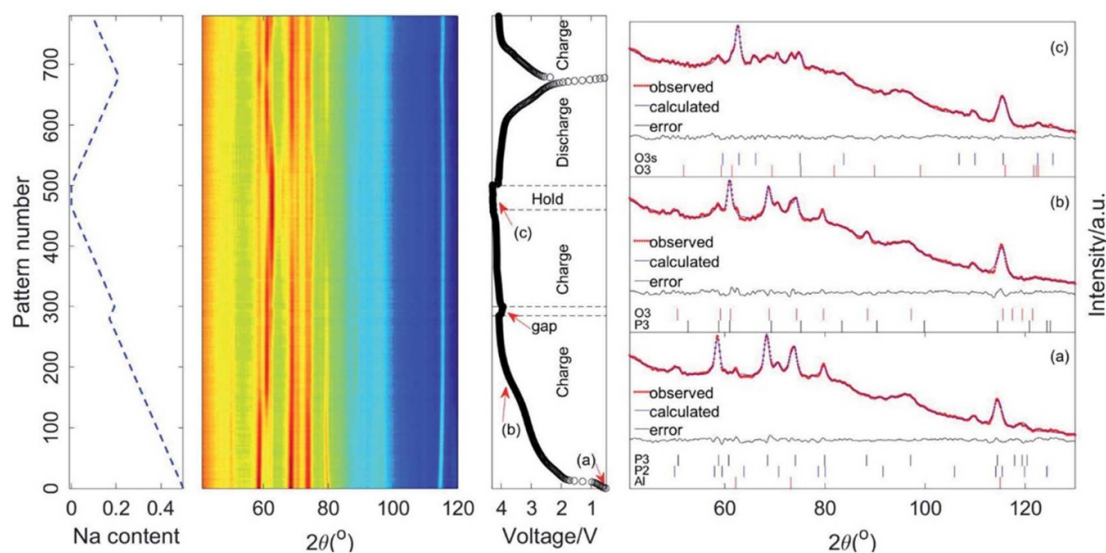 Pattern number
700
600
500
400
300
200
100
0
0
0.2
0.4
Na content
60
80
100
120
2θ(°)
Charge
Discharge
Hold
(c)
Charge
gap
Charge
(b)
(a)
4
3
2
1
Voltage/V
(c)
observed
calculated
error
O3s
O3
(b)
observed
calculated
error
O3
P3
(a)
observed
calculated
error
P3
P2
Al
60
80
100
120
2θ(°)
Intensity/a.u.